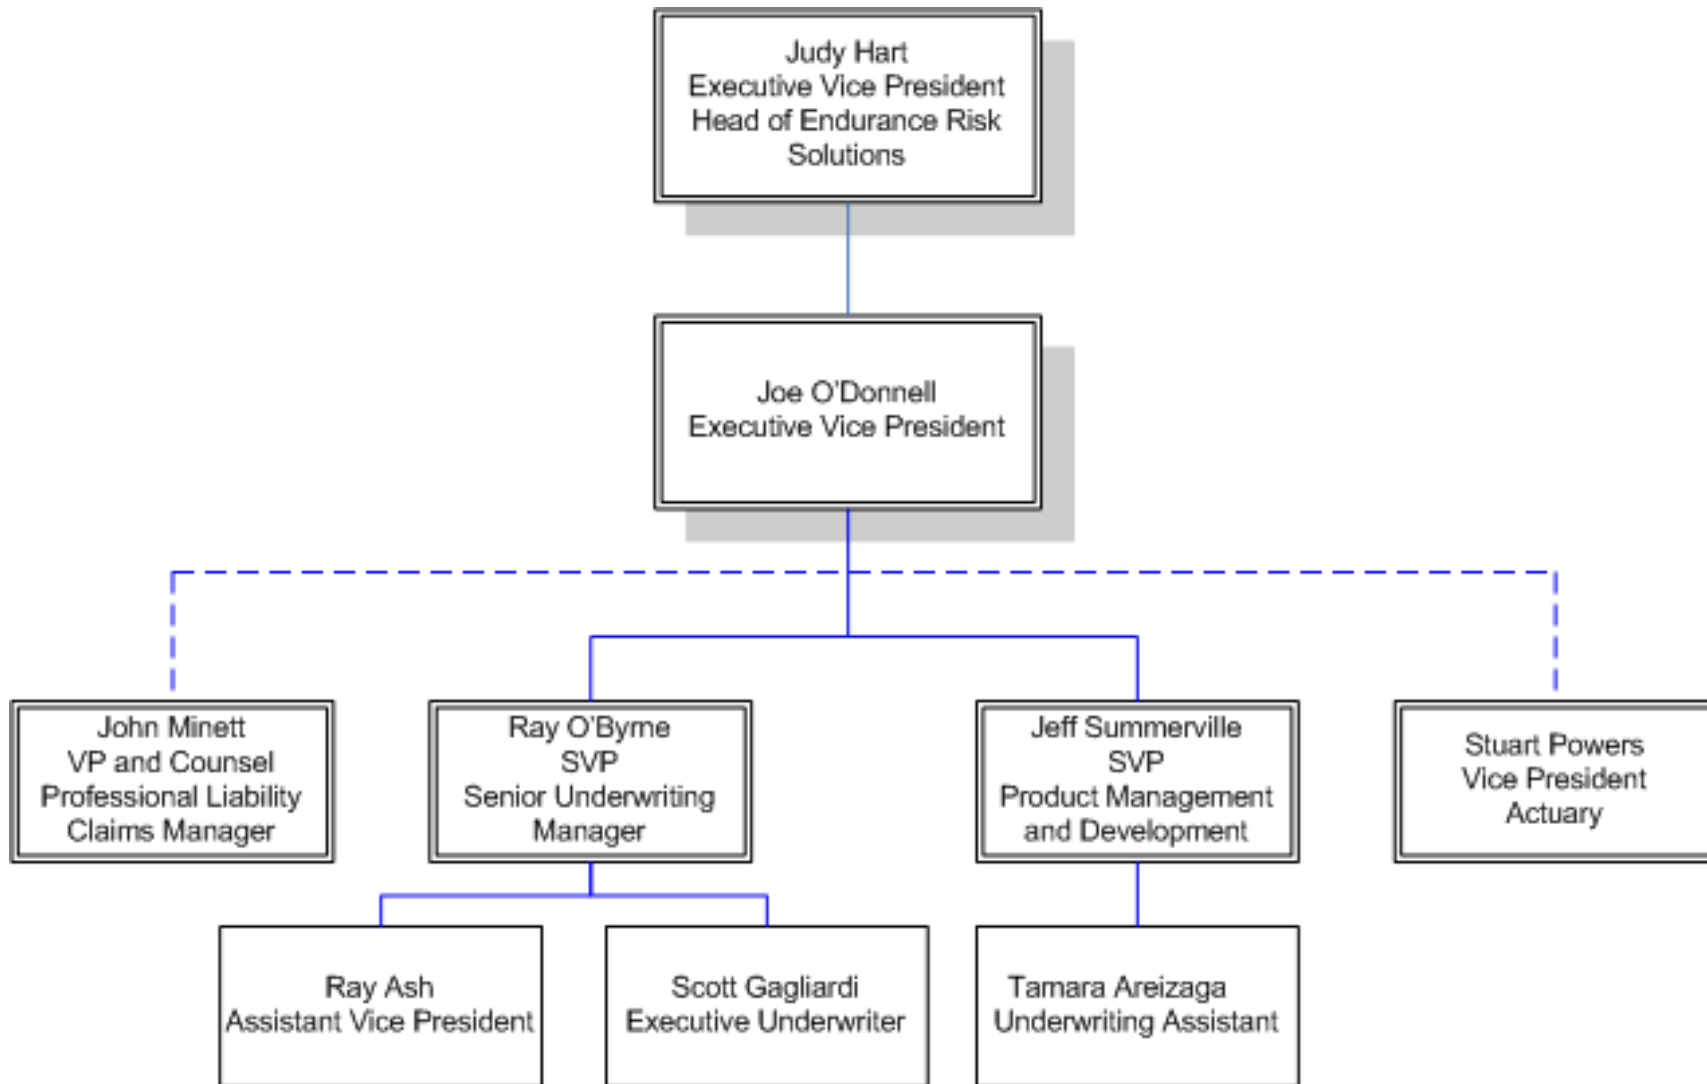 Judy Hart
Executive Vice President
Head of Endurance Risk
Solutions
Joe O'Donnell
Executive Vice President
John Minett
VP and Counsel
Professional Liability
Claims Manager
Ray O'Byrne
SVP
Senior Underwriting
Manager
Jeff Summerville
SVP
Product Management
and Development
Stuart Powers
Vice President
Actuary
Ray Ash
Assistant Vice President
Scott Gagliardi
Executive Underwriter
Tamara Areizaga
Underwriting Assistant